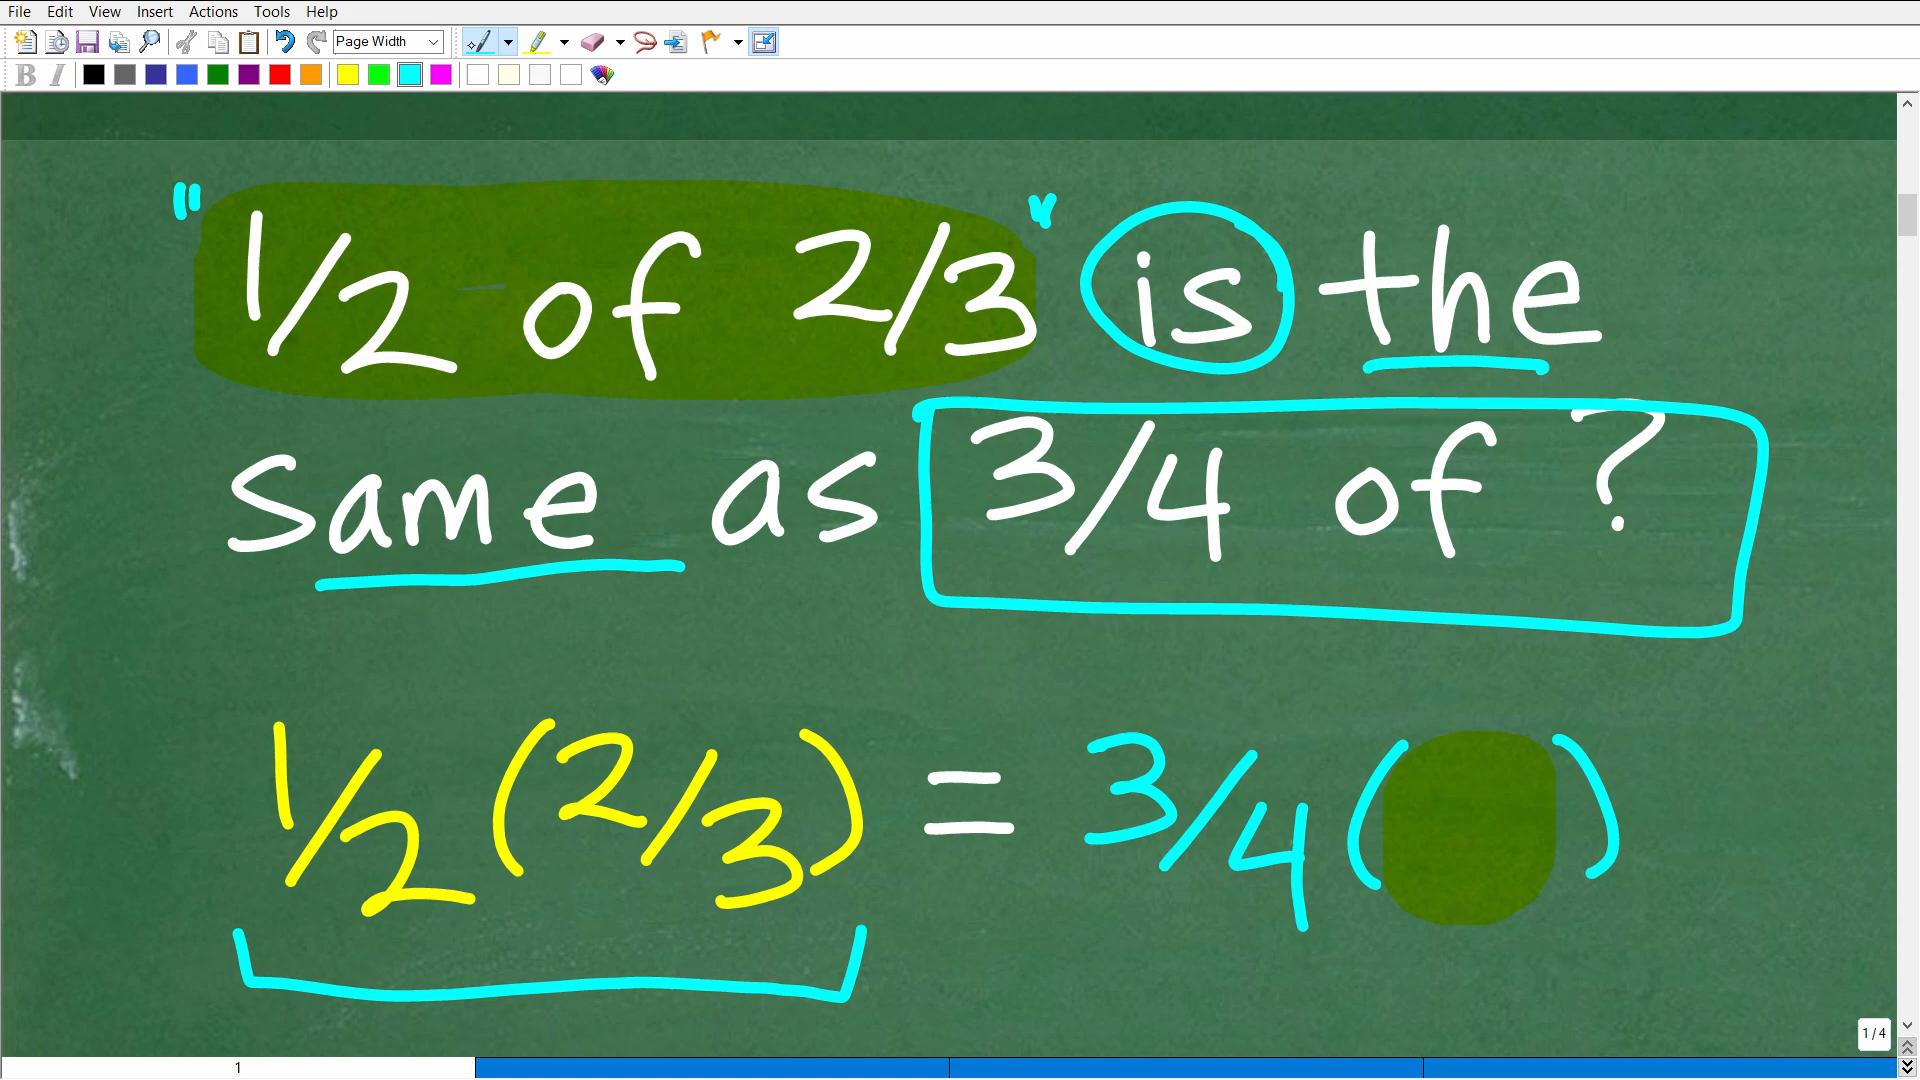 File Edit View Insert Actions Tools Help
Page Width
B I
"1/2 of 2/3" is the
same as 3/4 of ?
1/2 (2/3) = 3/4 ( )
1/4
1